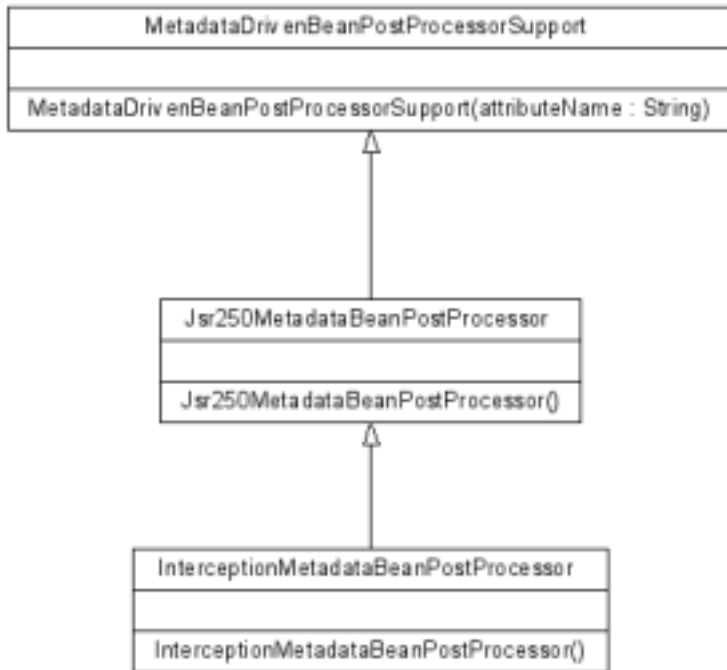 MetadataDrivenBeanPostProcessorSupport
MetadataDrivenBeanPostProcessorSupport(attributeName : String)
Jsr250MetadataBeanPostProcessor
Jsr250MetadataBeanPostProcessor()
InterceptionMetadataBeanPostProcessor
InterceptionMetadataBeanPostProcessor()